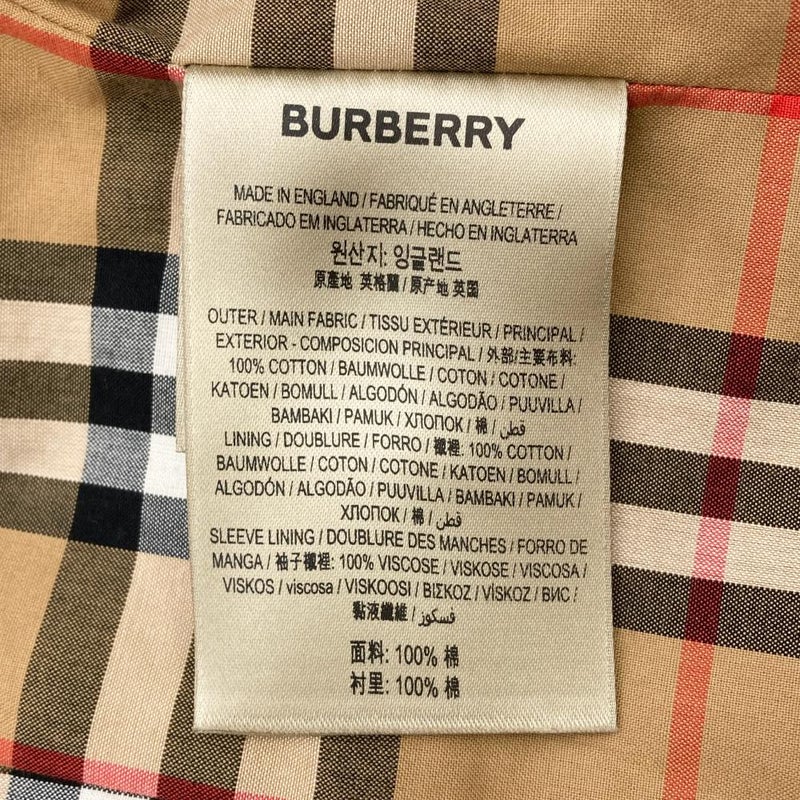 BURBERRY
MADE IN ENGLAND / FABRIQUÉ EN ANGLETERRE /
FABRICADO EM INGLATERRA / HECHO EN INGLATERRA
원산지: 잉글랜드
原產地 英格蘭 / 原产地 英国
OUTER / MAIN FABRIC / TISSU EXTÉRIEUR / PRINCIPAL /
EXTERIOR - COMPOSICION PRINCIPAL / 外部/主要布料:
100% COTTON / BAUMWOLLE / COTON / COTONE /
KATOEN / BOMULL / ALGODÓN / ALGODÃO / PUUVILLA /
BAMBAKI / PAMUK / ХЛОПОК / 棉 / قطن
LINING / DOUBLURE / FORRO / 襯裡: 100% COTTON /
BAUMWOLLE / COTON / COTONE / KATOEN / BOMULL /
ALGODÓN / ALGODÃO / PUUVILLA / BAMBAKI / PAMUK /
ХЛОПОК / 棉 / قطن
SLEEVE LINING / DOUBLURE DES MANCHES / FORRO DE
MANGA / 袖子襯裡: 100% VISCOSE / VISKOSE / VISCOSA /
VISKOS / viscosa / VISKOOSI / ΒΙΣΚΟΖ / VİSKOZ / ВИС /
黏液纖維 / فسكوز
面料: 100% 棉
衬里: 100% 棉